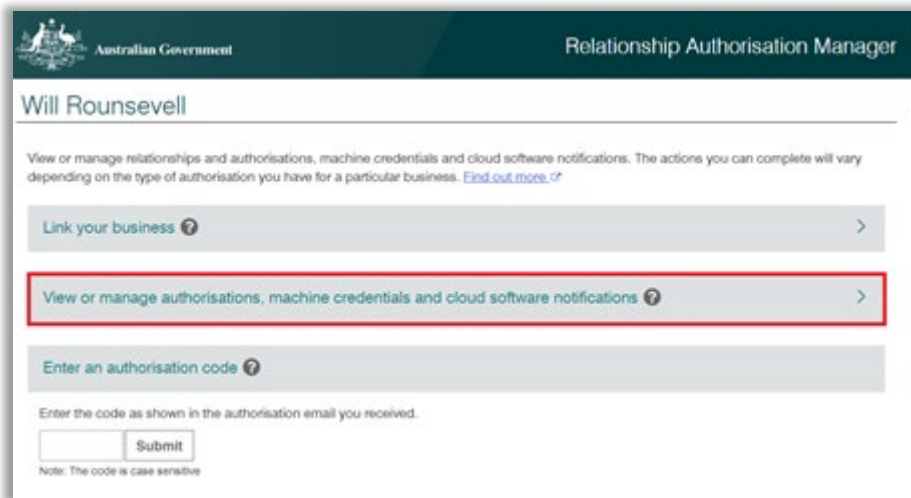 Australian Government
Relationship Authorisation Manager
Will Rounsevell
View or manage relationships and authorisations, machine credentials and cloud software notifications. The actions you can complete will vary
depending on the type of authorisation you have for a particular business. Find out more
Link your business ?
View or manage authorisations, machine credentials and cloud software notifications ?
Enter an authorisation code ?
Enter the code as shown in the authorisation email you received.
Submit
Note: The code is case sensitive